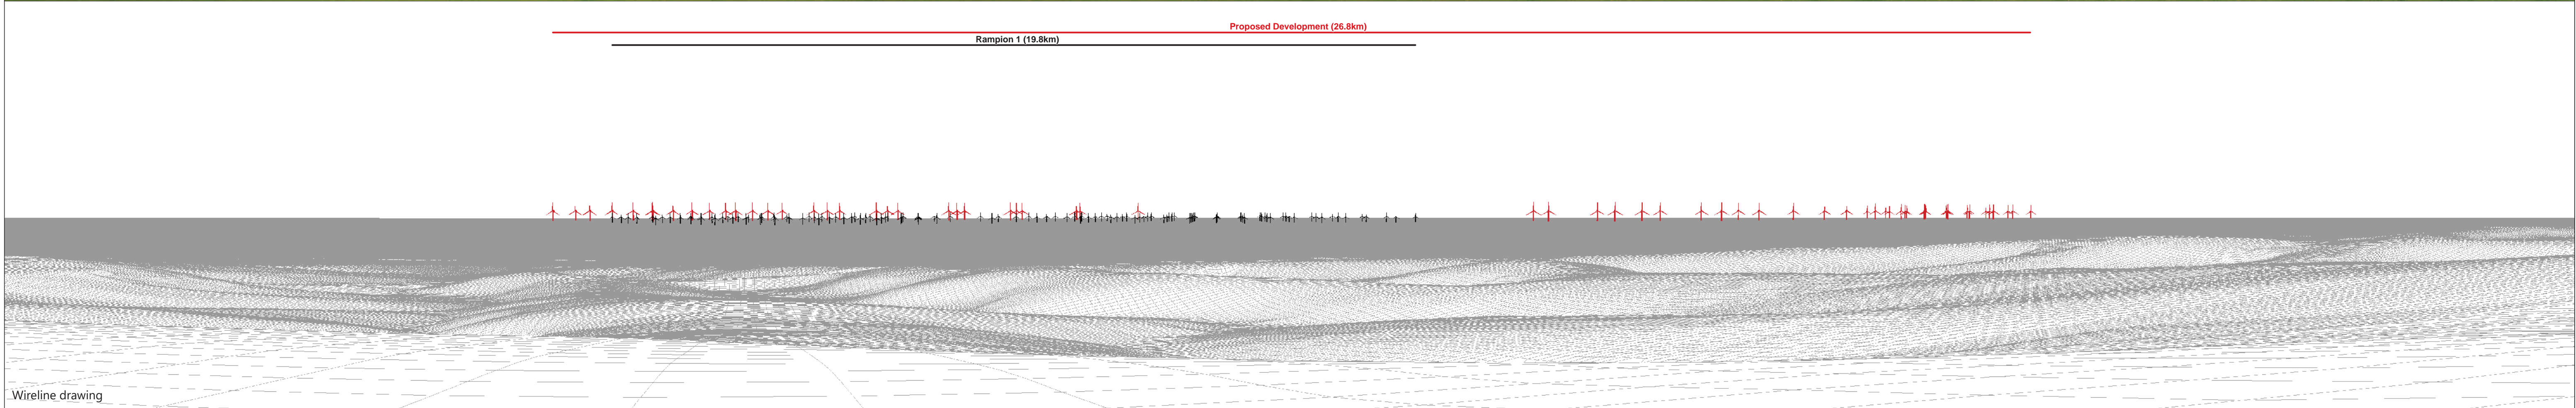 Proposed Development (26.8km)
Rampion 1 (19.8km)
Wireline drawing